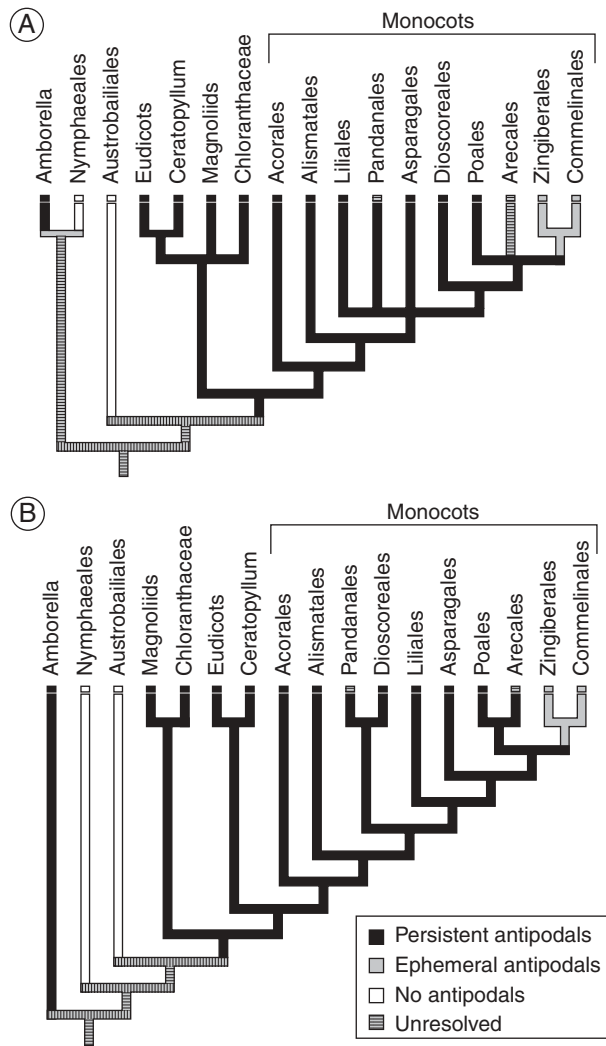 A
Monocots
Amborella
Nymphaeales
Austrobailiales
Eudicots
Ceratopyllum
Magnoliids
Chloranthaceae
Acorales
Alismatales
Liliales
Pandanales
Asparagales
Dioscoreales
Poales
Arecales
Zingiberales
Commelinales
B
Monocots
Amborella
Nymphaeales
Austrobailiales
Magnoliids
Chloranthaceae
Eudicots
Ceratopyllum
Acorales
Alismatales
Pandanales
Dioscoreales
Liliales
Asparagales
Poales
Arecales
Zingiberales
Commelinales
Persistent antipodals
Ephemeral antipodals
No antipodals
Unresolved